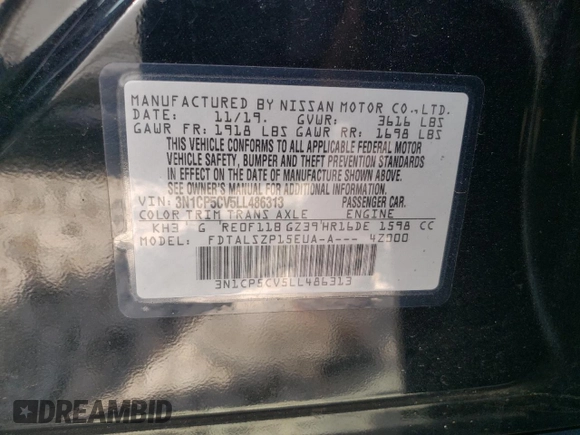 MANUFACTURED BY NISSAN MOTOR CO.,LTD.
DATE: 11/19. GVWR: 3616 LBS
GAWR FR: 1918 LBS GAWR RR: 1698 LBS
THIS VEHICLE CONFORMS TO ALL APPLICABLE FEDERAL MOTOR
VEHICLE SAFETY, BUMPER AND THEFT PREVENTION STANDARDS
IN EFFECT ON THE DATE OF MANUFACTURE SHOWN ABOVE.
SEE OWNER'S MANUAL FOR ADDITIONAL INFORMATION
VIN: 3N1CP5CV5LL486313 PASSENGER CAR.
COLOR TRIM TRANS AXLE ENGINE
KH3 G RE0F11B GZ39 HR16DE 1598 CC
MODEL: FDTALSZP15EUA-A--- 4Z000
3N1CP5CV5LL486313
DREAMBID